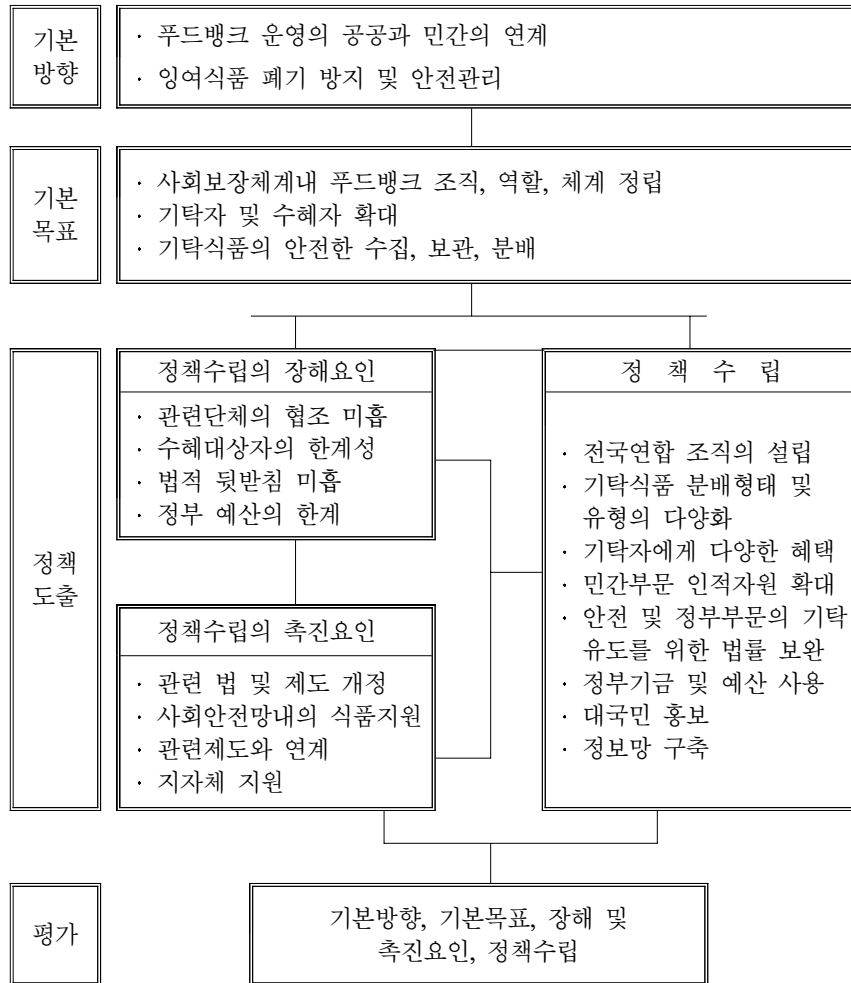 기본
방향
· 푸드뱅크 운영의 공공과 민간의 연계
· 잉여식품 폐기 방지 및 안전관리
기본
목표
· 사회보장체계내 푸드뱅크 조직, 역할, 체계 정립
· 기탁자 및 수혜자 확대
· 기탁식품의 안전한 수집, 보관, 분배
정책
도출
정책수립의 장해요인
· 관련단체의 협조 미흡
· 수혜대상자의 한계성
· 법적 뒷받침 미흡
· 정부 예산의 한계
정책수립의 촉진요인
· 관련 법 및 제도 개정
· 사회안전망내의 식품지원
· 관련제도와 연계
· 지자체 지원
정 책 수 립
· 전국연합 조직의 설립
· 기탁식품 분배형태 및
유형의 다양화
· 기탁자에게 다양한 혜택
· 민간부문 인적자원 확대
· 안전 및 정부부문의 기탁
유도를 위한 법률 보완
· 정부기금 및 예산 사용
· 대국민 홍보
· 정보망 구축
평가
기본방향, 기본목표, 장해 및
촉진요인, 정책수립